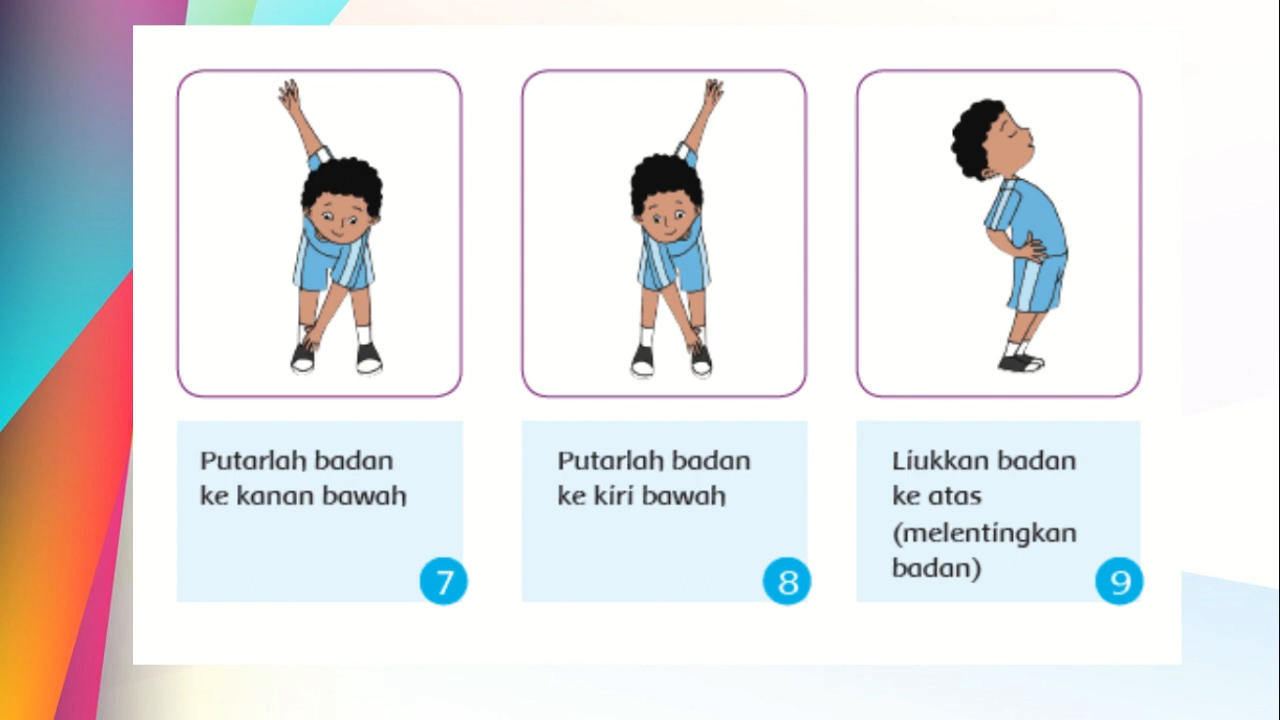 Putarlah badan
ke kanan bawah
7
Putarlah badan
ke kiri bawah
8
Liukkan badan
ke atas
(melentingkan
badan)
9